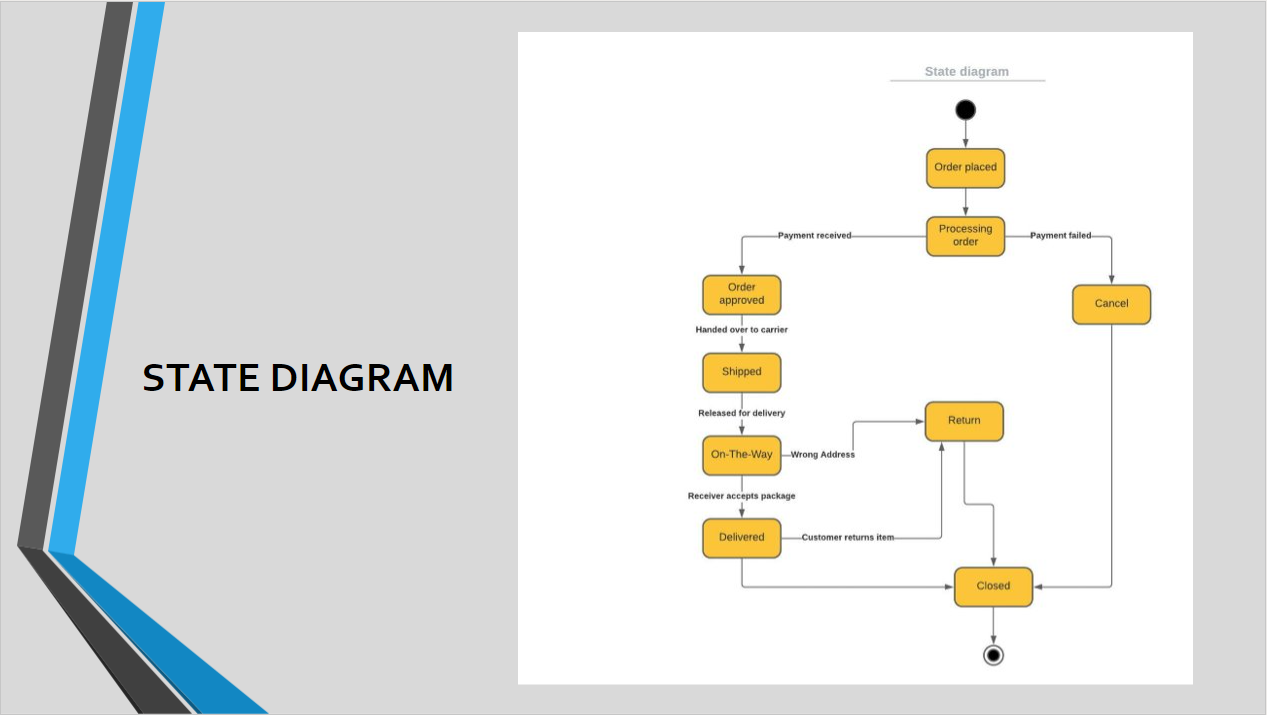 STATE DIAGRAM
State diagram
Order placed
Processing
order
Payment received
Payment failed
Order
approved
Cancel
Handed over to carrier
Shipped
Released for delivery
Return
On-The-Way
Wrong Address
Receiver accepts package
Delivered
Customer returns item
Closed